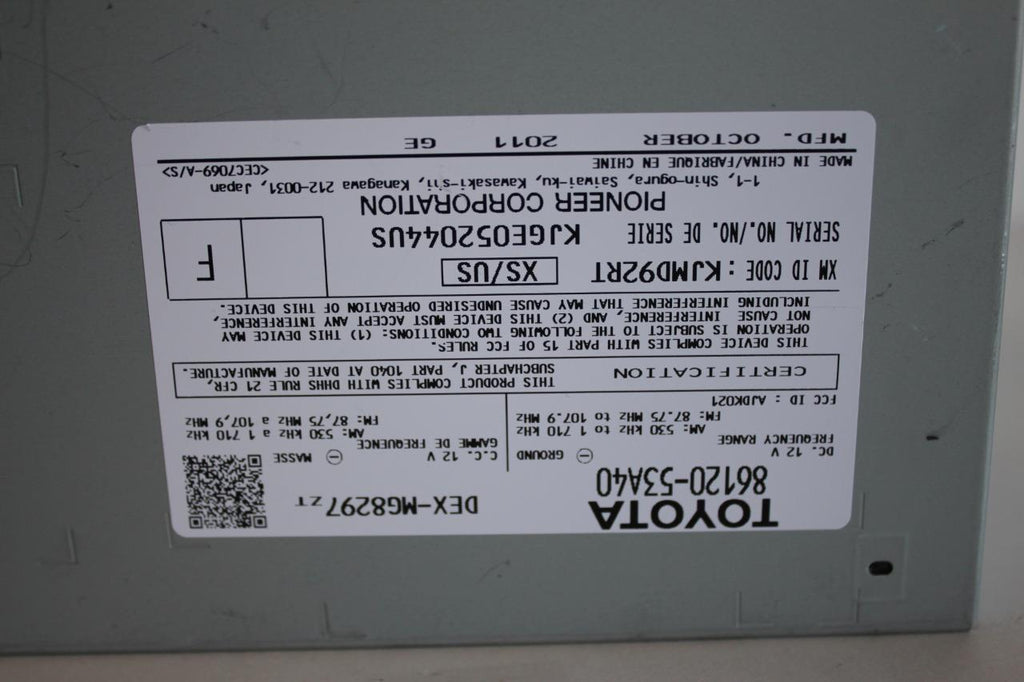 TOYOTA
86120-53A40
DEX-MG8297ZT
DC. 12 V ⊖ GROUND
FREQUENCY RANGE
AM: 530 kHz to 1 710 kHz
FM: 87.75 MHz to 107.9 MHz
FCC ID : AJDK021
C.C. 12 V ⊖ MASSE
GAMME DE FREQUENCE
AM: 530 kHz a 1 710 kHz
FM: 87,75 MHz a 107,9 MHz
CERTIFICATION
THIS PRODUCT COMPLIES WITH DHHS RULE 21 CFR,
SUBCHAPTER J, PART 1040 AT DATE OF MANUFACTURE.
THIS DEVICE COMPLIES WITH PART 15 OF FCC RULES.
OPERATION IS SUBJECT TO THE FOLLOWING TWO CONDITIONS: (1) THIS DEVICE MAY
NOT CAUSE INTERFERENCE, AND (2) THIS DEVICE MUST ACCEPT ANY INTERFERENCE,
INCLUDING INTERFERENCE THAT MAY CAUSE UNDESIRED OPERATION OF THIS DEVICE.
XM ID CODE : KJMD92RT XS/US
F
SERIAL NO./NO. DE SERIE KJGE052044US
PIONEER CORPORATION
1-1, Shin-ogura, Saiwai-ku, Kawasaki-shi, Kanagawa 212-0031, Japan
MADE IN CHINA/FABRIQUE EN CHINE <CEC7069-A/S>
MFD. OCTOBER 2011 GE